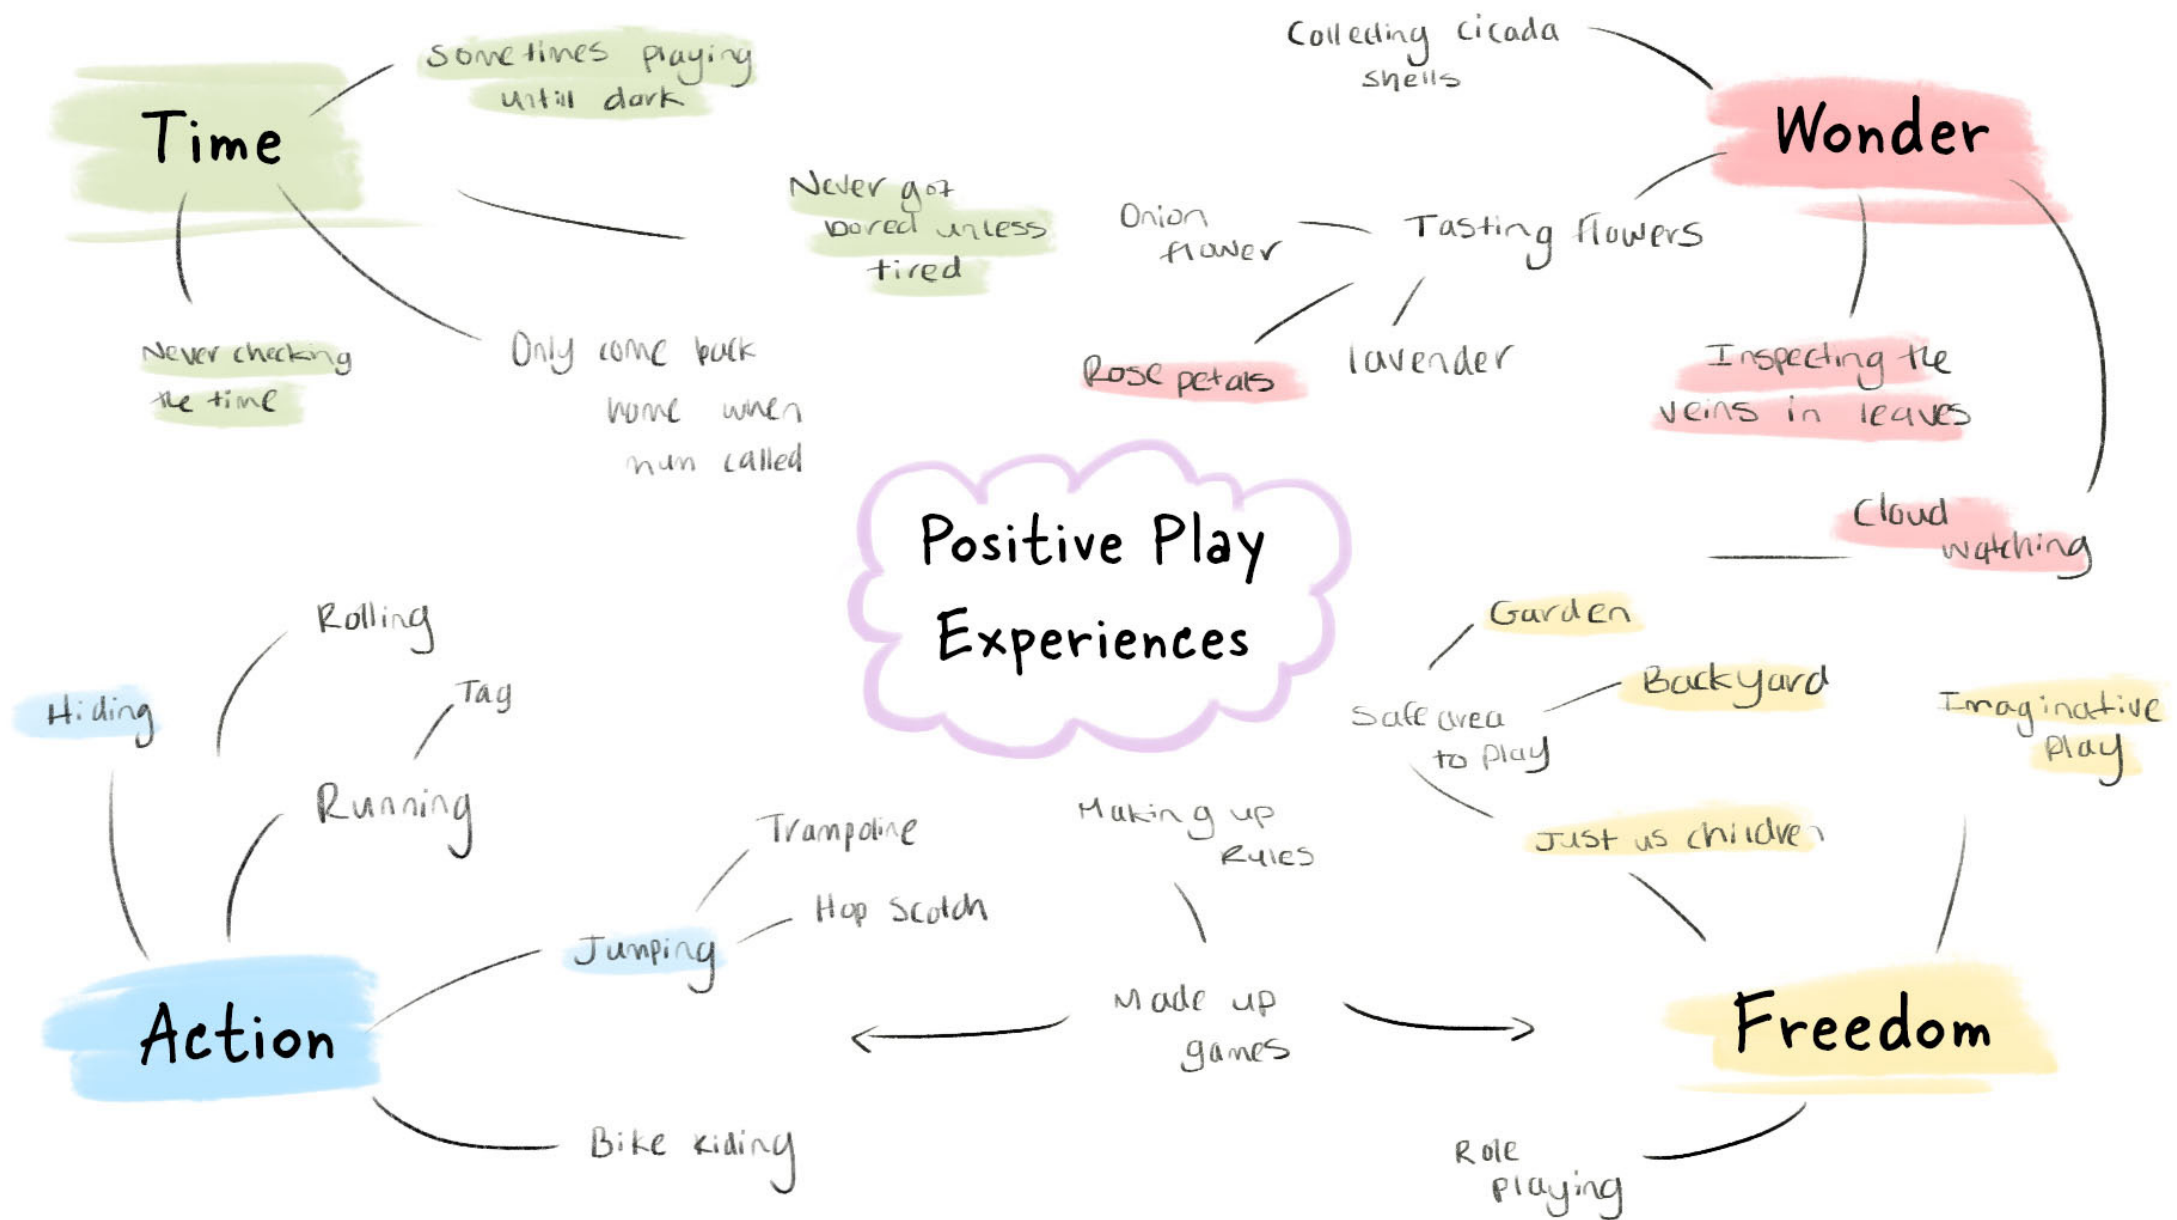 Time
Sometimes playing
untill dark
Never got
bored unless
tired
Only come back
home when
mum called
Never checking
the time
Collecting cicada
shells
Wonder
Tasting flowers
Onion
flower
Rose petals
lavender
Inspecting the
veins in leaves
Cloud
watching
Positive Play
Experiences
Garden
Backyard
Safe area
to play
Just us children
Imaginative
play
Rolling
Hiding
Tag
Running
Trampoline
Hop Scotch
Jumping
Action
Bike Riding
Making up
Rules
Made up
games
Freedom
Role
playing